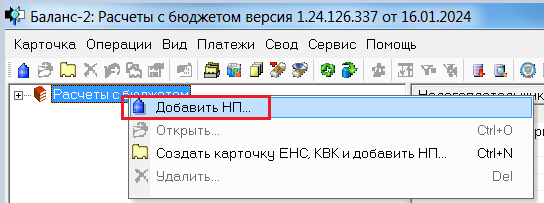 Баланс-2: Расчеты с бюджетом версия 1.24.126.337 от 16.01.2024
Карточка Операции Вид Платежи Свод Сервис Помощь
Расчеты с бюджетом
Добавить НП...
Открыть... Ctrl+O
Создать карточку ЕНС, КВК и добавить НП... Ctrl+N
Удалить... Del